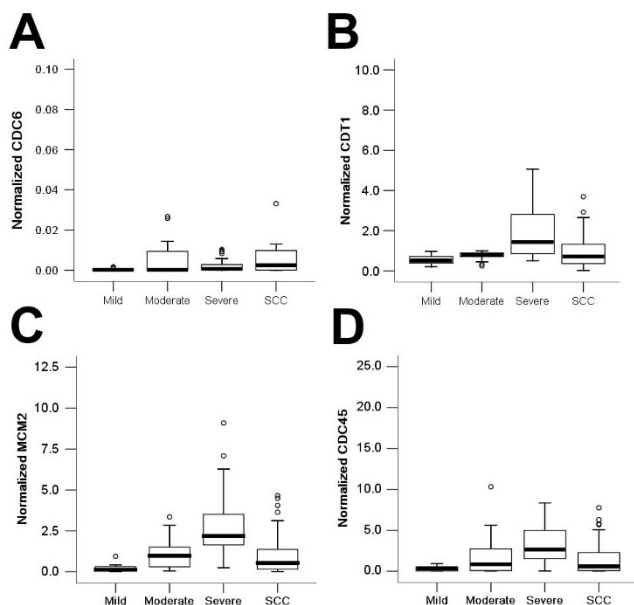 A
Normalized CDC6
0.10
0.08
0.06
0.04
0.02
0.00
Mild Moderate Severe SCC
B
Normalized CDT1
10.0
8.0
6.0
4.0
2.0
0.0
Mild Moderate Severe SCC
C
Normalized MCM2
12.5
10.0
7.5
5.0
2.5
0.0
Mild Moderate Severe SCC
D
Normalized CDC45
25.0
20.0
15.0
10.0
5.0
0.0
Mild Moderate Severe SCC